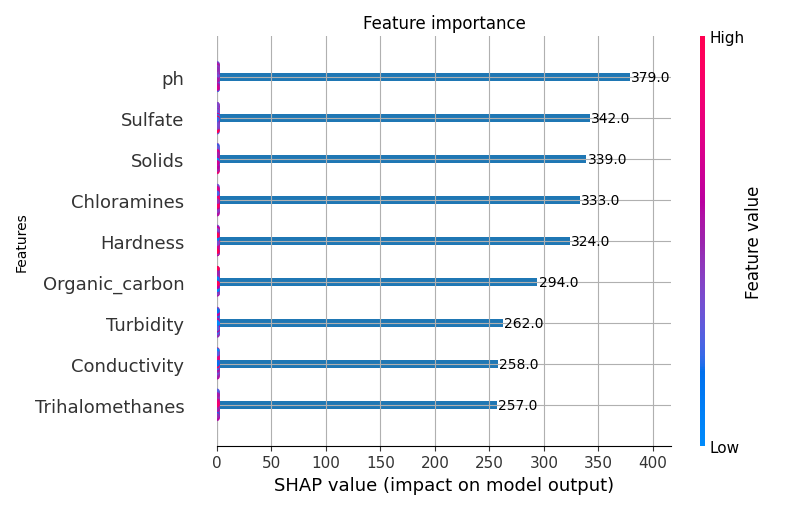 Feature importance
High
ph
379.0
Sulfate
342.0
Solids
339.0
Chloramines
333.0
Hardness
324.0
Organic_carbon
294.0
Turbidity
262.0
Conductivity
258.0
Trihalomethanes
257.0
Features
Feature value
Low
0 50 100 150 200 250 300 350 400
SHAP value (impact on model output)